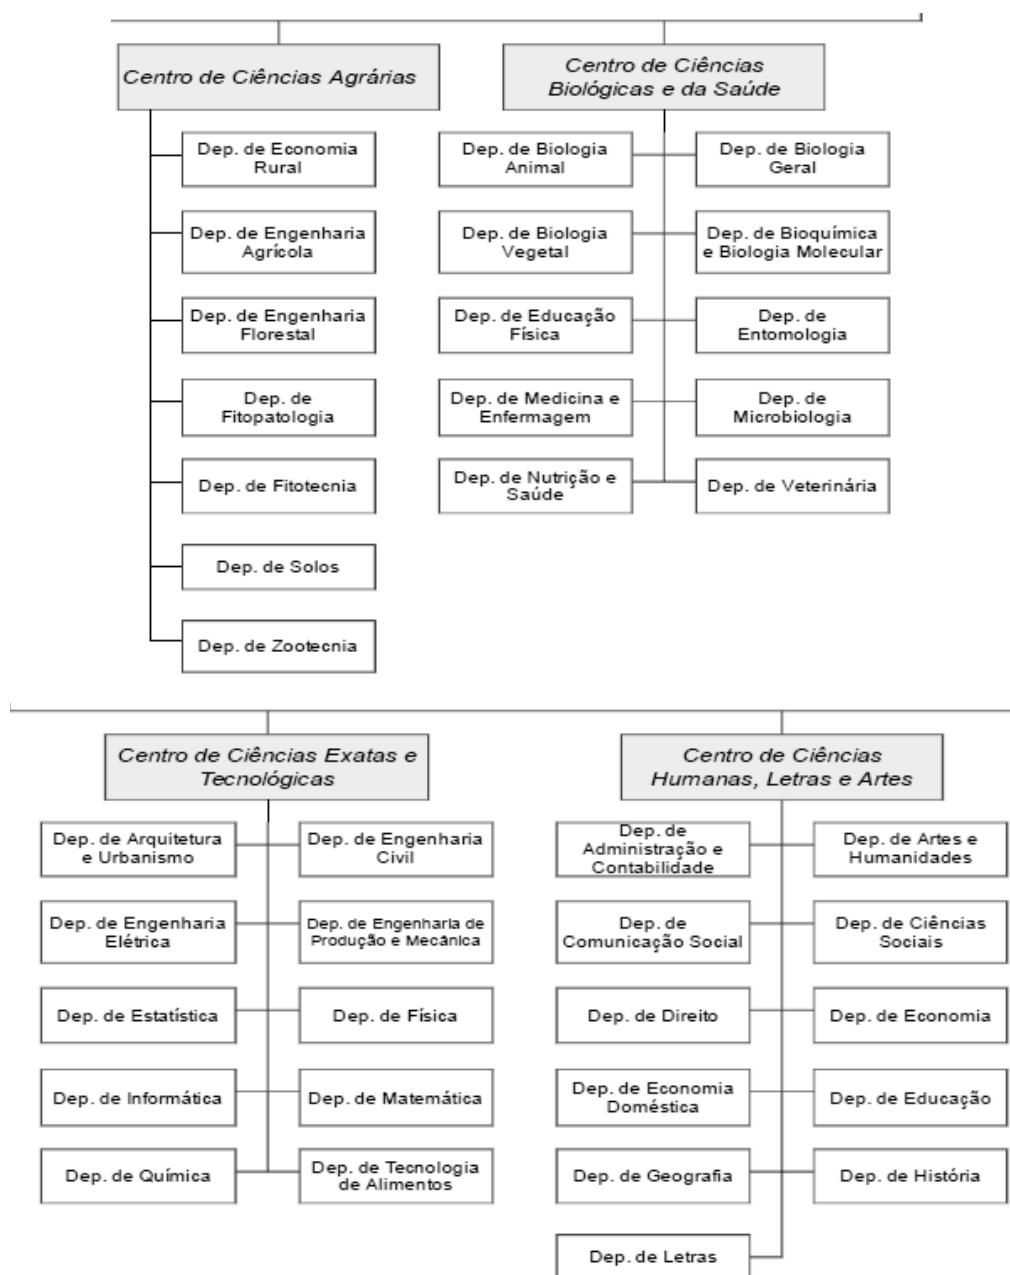 Centro de Ciências Agrárias
Dep. de Economia
Rural
Dep. de Engenharia
Agrícola
Dep. de Engenharia
Florestal
Dep. de
Fitopatologia
Dep. de Fitotecnia
Dep. de Solos
Dep. de Zootecnia
Centro de Ciências
Biológicas e da Saúde
Dep. de Biologia
Animal
Dep. de Biologia
Geral
Dep. de Biologia
Vegetal
Dep. de Bioquímica
e Biologia Molecular
Dep. de Educação
Física
Dep. de
Entomologia
Dep. de Medicina e
Enfermagem
Dep. de
Microbiologia
Dep. de Nutrição e
Saúde
Dep. de Veterinária
Centro de Ciências Exatas e
Tecnológicas
Dep. de Arquitetura
e Urbanismo
Dep. de Engenharia
Civil
Dep. de Engenharia
Elétrica
Dep. de Engenharia de
Produção e Mecânica
Dep. de Estatística
Dep. de Física
Dep. de Informática
Dep. de Matemática
Dep. de Química
Dep. de Tecnologia
de Alimentos
Centro de Ciências
Humanas, Letras e Artes
Dep. de
Administração e
Contabilidade
Dep. de Artes e
Humanidades
Dep. de
Comunicação Social
Dep. de Ciências
Sociais
Dep. de Direito
Dep. de Economia
Dep. de Economia
Doméstica
Dep. de Educação
Dep. de Geografia
Dep. de História
Dep. de Letras